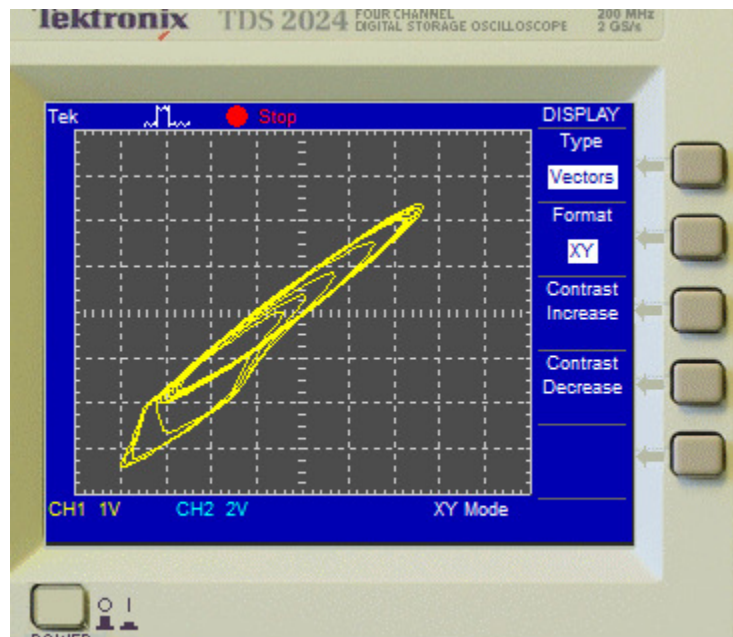 Tektronix TDS 2024 FOUR CHANNEL 200 MHz
DIGITAL STORAGE OSCILLOSCOPE 2 GS/s
Tek Stop DISPLAY
Type
Vectors
Format
XY
Contrast
Increase
Contrast
Decrease
CH1 1V CH2 2V XY Mode
POWER